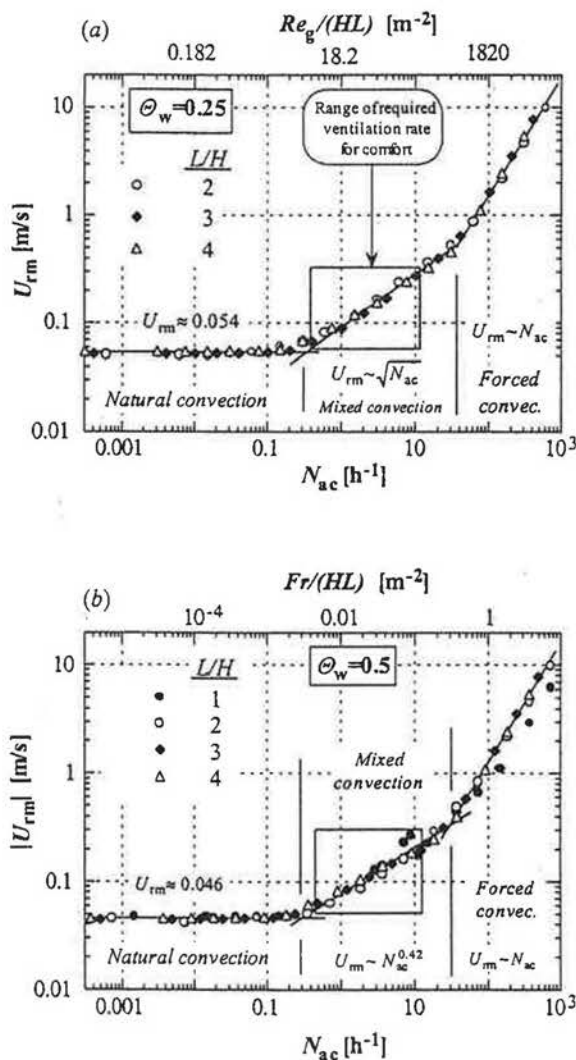 (a)
Re_g/(HL) [m^-2]
0.182 18.2 1820
Θ_w=0.25
Range of required
ventilation rate
for comfort
L/H
2
3
4
U_rm [m/s]
10
1
0.1
0.01
U_rm ≈ 0.054
U_rm~√N_ac
U_rm~N_ac
Natural convection
Mixed convection
Forced
convec.
0.001 0.1 10 10^3
N_ac [h^-1]
(b)
Fr/(HL) [m^-2]
10^-4 0.01 1
L/H
Θ_w=0.5
1
2
3
4
|U_rm| [m/s]
10
1
0.1
0.01
Mixed
convection
U_rm ≈ 0.046
Forced
convec.
Natural convection
U_rm~N_ac^0.42
U_rm~N_ac
0.001 0.1 10 10^3
N_ac [h^-1]